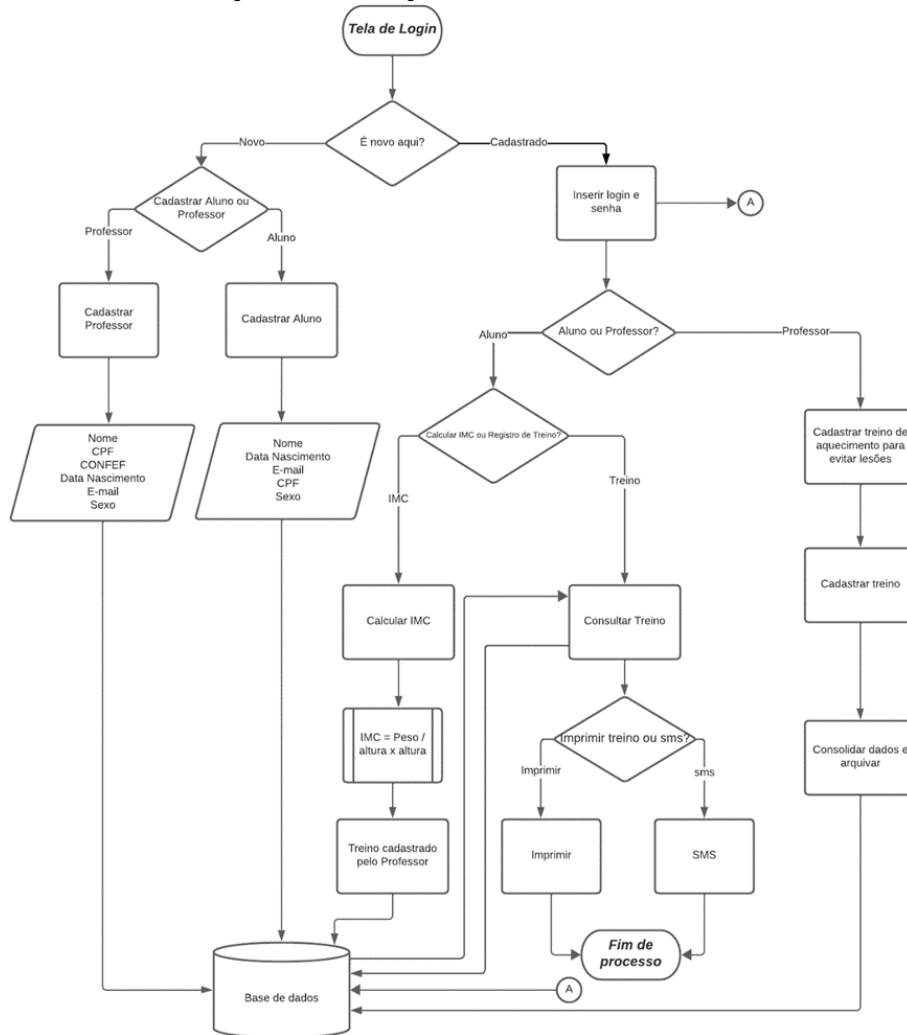 Tela de Login
É novo aqui?
Novo
Cadastrado
Cadastrar Aluno ou
Professor
Inserir login e
senha
A
Professor
Aluno
Cadastrar
Professor
Cadastrar Aluno
Aluno ou Professor?
Aluno
Professor
Calcular IMC ou Registro de Treino?
Cadastrar treino de
aquecimento para
evitar lesões
Nome
CPF
CONFEF
Data Nascimento
E-mail
Sexo
Nome
Data Nascimento
E-mail
CPF
Sexo
IMC
Treino
Cadastrar treino
Calcular IMC
Consultar Treino
IMC = Peso /
altura x altura
Imprimir treino ou sms?
Consolidar dados e
arquivar
Imprimir
sms
Treino cadastrado
pelo Professor
Imprimir
SMS
Fim de
processo
Base de dados
A